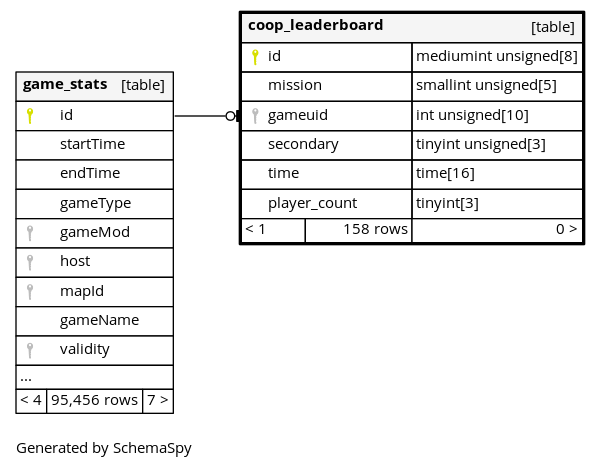 coop_leaderboard [table]
id mediumint unsigned[8]
mission smallint unsigned[5]
gameuid int unsigned[10]
secondary tinyint unsigned[3]
time time[16]
player_count tinyint[3]
< 1 158 rows 0 >
game_stats [table]
id
startTime
endTime
gameType
gameMod
host
mapId
gameName
validity
...
< 4 95,456 rows 7 >
Generated by SchemaSpy